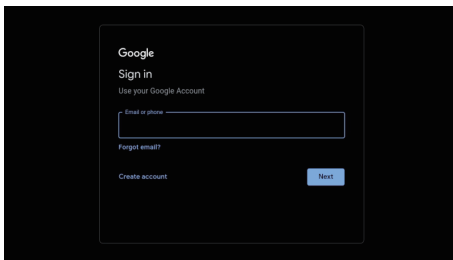 Google
Sign in
Use your Google Account
Email or phone
Forgot email?
Create account
Next